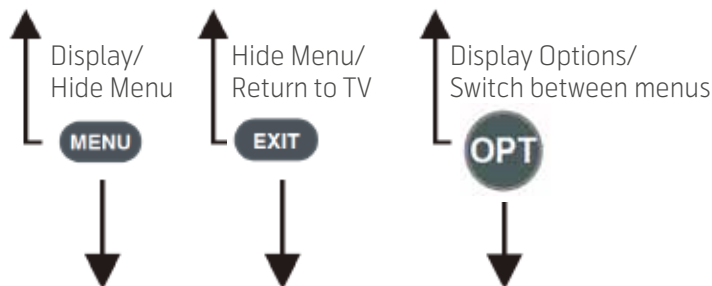 Display/
Hide Menu
MENU
Hide Menu/
Return to TV
EXIT
Display Options/
Switch between menus
OPT